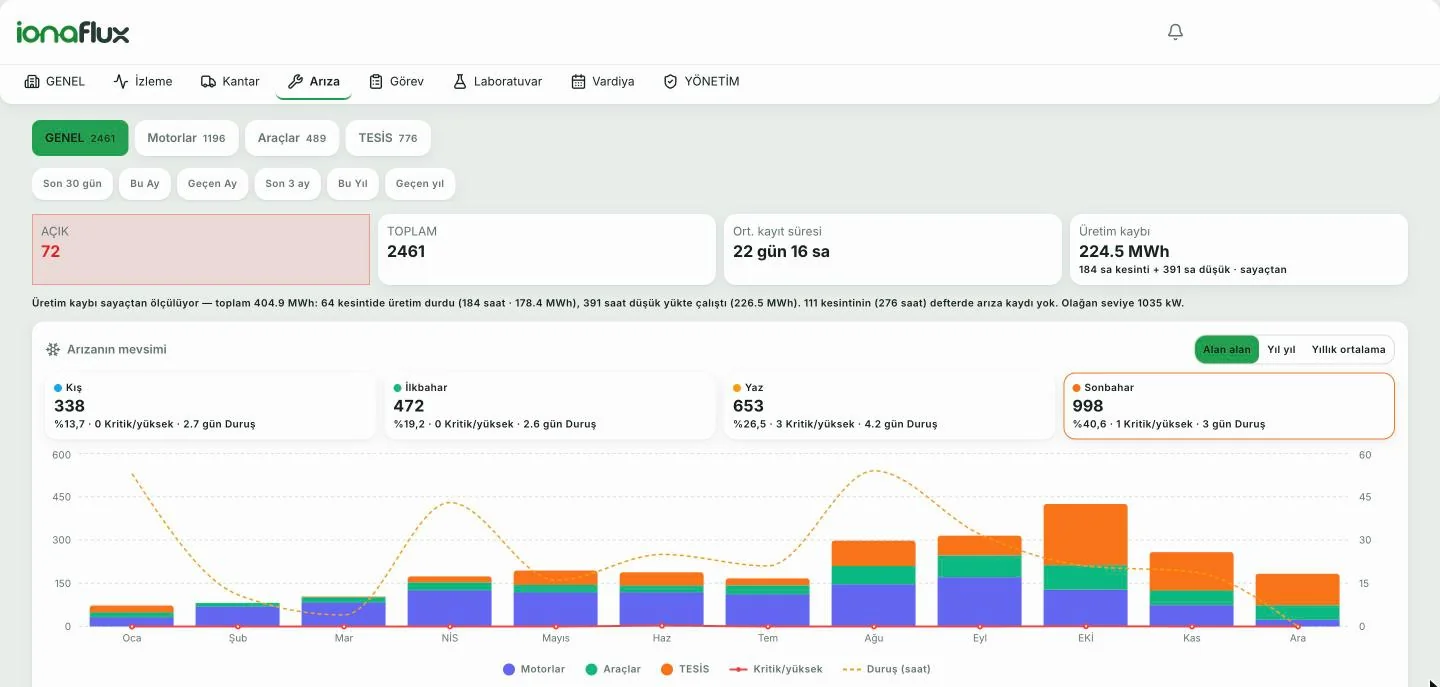 ionaflux
GENEL İzleme Kantar Arıza Görev Laboratuvar Vardiya YÖNETİM
GENEL 2461 Motorlar 1196 Araçlar 489 TESİS 776
Son 30 gün Bu Ay Geçen Ay Son 3 ay Bu Yıl Geçen yıl
AÇIK
72
TOPLAM
2461
Ort. kayıt süresi
22 gün 16 sa
Üretim kaybı
224.5 MWh
184 sa kesinti + 391 sa düşük · sayaçtan
Üretim kaybı sayaçtan ölçülüyor — toplam 404.9 MWh: 64 kesintide üretim durdu (184 saat · 178.4 MWh), 391 saat düşük yükte çalıştı (226.5 MWh). 111 kesintinin (276 saat) defterde arıza kaydı yok. Olağan seviye 1035 kW.
Arızanın mevsimi
Alan alan Yıl yıl Yıllık ortalama
Kış
338
%13,7 · 0 Kritik/yüksek · 2.7 gün Duruş
İlkbahar
472
%19,2 · 0 Kritik/yüksek · 2.6 gün Duruş
Yaz
653
%26,5 · 3 Kritik/yüksek · 4.2 gün Duruş
Sonbahar
998
%40,6 · 1 Kritik/yüksek · 3 gün Duruş
600 60
450 45
300 30
150 15
0 0
Oca Şub Mar NİS Mayıs Haz Tem Ağu Eyl EKİ Kas Ara
Motorlar Araçlar TESİS Kritik/yüksek Duruş (saat)